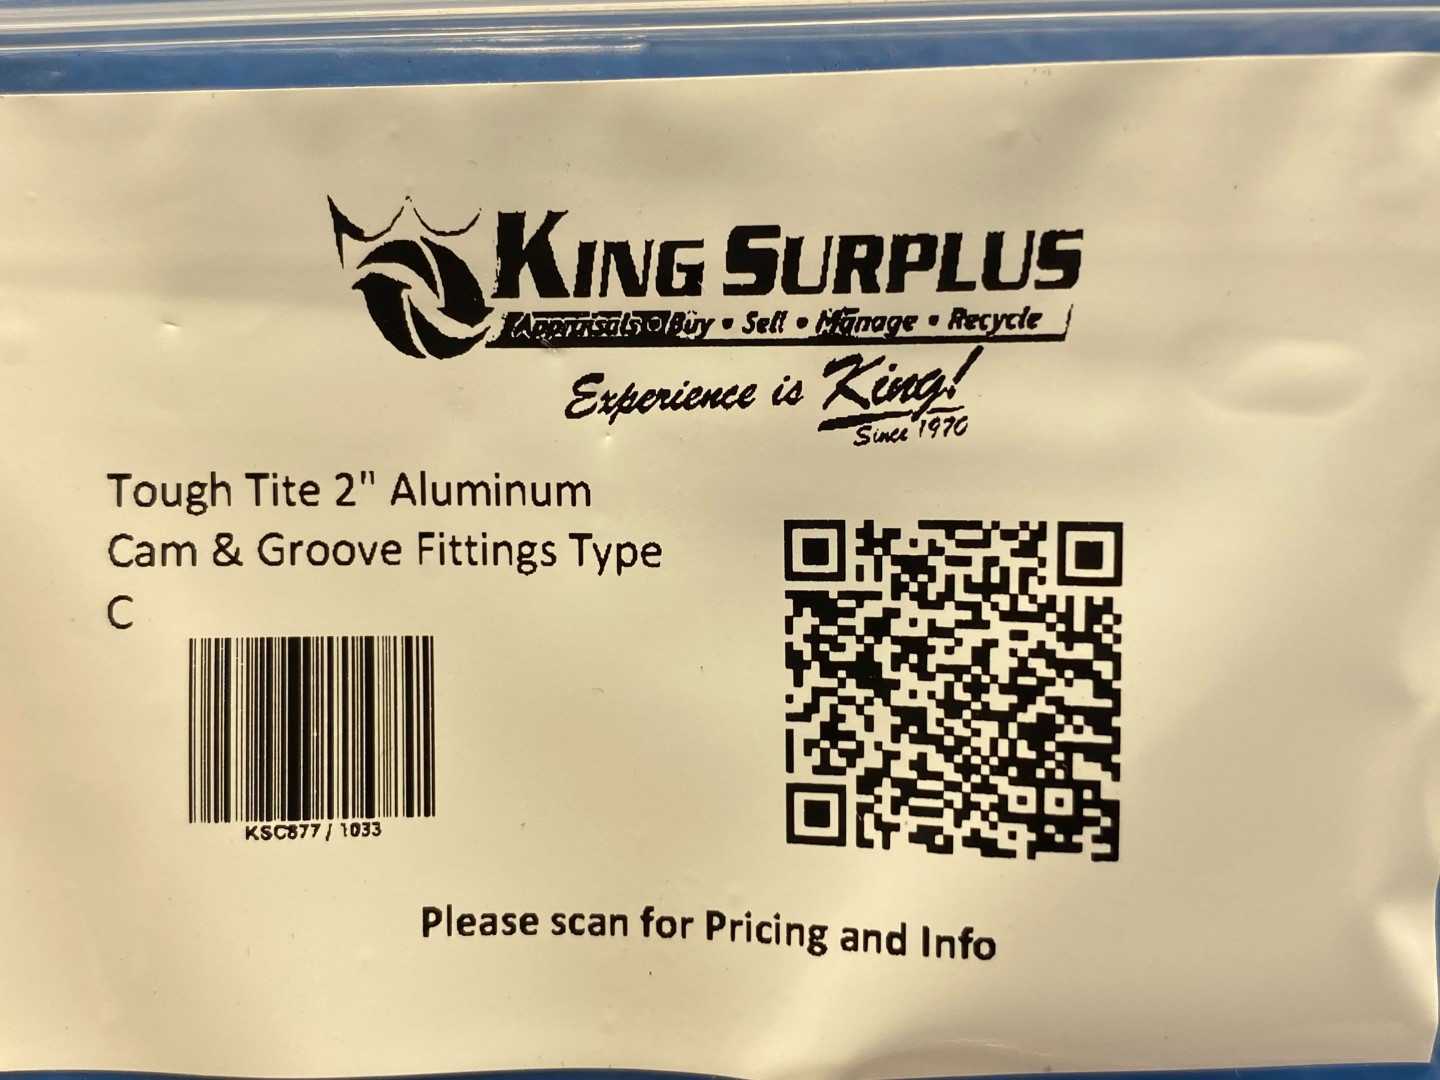 KING SURPLUS
Appraisals • Buy • Sell • Manage • Recycle
Experience is King!
Since 1970
Tough Tite 2" Aluminum
Cam & Groove Fittings Type
C
KSC877 / 1033
Please scan for Pricing and Info